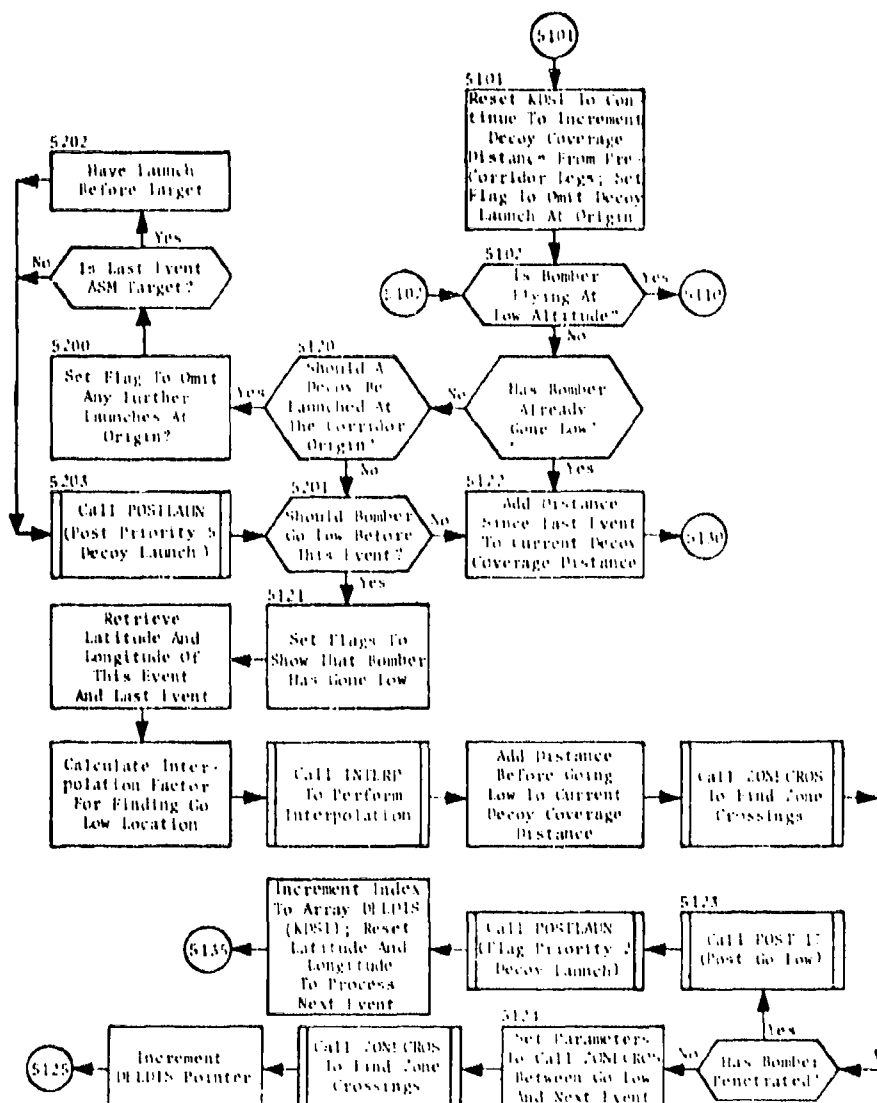 5101
5101
Reset KDST To Con
tinue To Increment
Decoy Coverage
Distance From Pre-
Corridor Legs; Set
Flag To Omit Decoy
Launch At Origin
5202
Have Launch
Before Target
Yes
No
Is Last Event
ASM Target?
5102
5102
Is Bomber
Flying At
Low Altitude?
Yes
5110
No
5200
Set Flag To Omit
Any Further
Launches At
Origin?
Yes
5120
Should A
Decoy Be
Launched At
The Corridor
Origin?
No
Has Bomber
Already
Gone Low?
No
Yes
5203
Call POSTLAUN
(Post Priority 5
Decoy Launch)
5201
Should Bomber
Go Low Before
This Event?
No
5122
Add Distance
Since Last Event
To Current Decoy
Coverage Distance
5130
Yes
Retrieve
Latitude And
Longitude Of
This Event
And Last Event
5121
Set Flags To
Show That Bomber
Has Gone Low
Calculate Inter-
polation Factor
For Finding Go
Low Location
Call INTERP
To Perform
Interpolation
Add Distance
Before Going
Low To Current
Decoy Coverage
Distance
Call ZONECROS
To Find Zone
Crossings
5135
Increment Index
To Array DELDIS
(KDST); Reset
Latitude And
Longitude
To Process
Next Event
Call POSTLAUN
(Flag Priority 2
Decoy Launch)
5123
Call POST IT
(Post Go Low)
Yes
5125
Increment
DELDIS Pointer
Call ZONECROS
To Find Zone
Crossings
5124
Set Parameters
To Call ZONECROS
Between Go Low
And Next Event
No
Has Bomber
Penetrated?